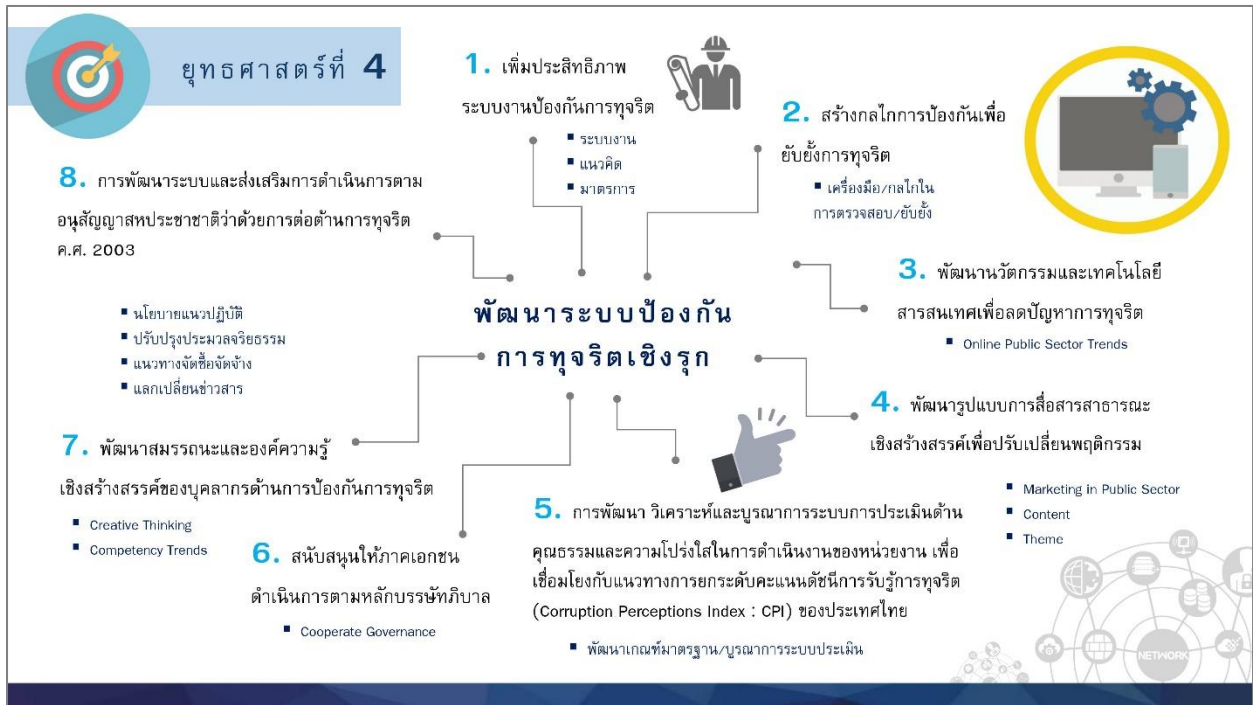 ยุทธศาสตร์ที่ 4
1. เพิ่มประสิทธิภาพ
ระบบงานป้องกันการทุจริต
▪ ระบบงาน
▪ แนวคิด
▪ มาตรการ
2. สร้างกลไกการป้องกันเพื่อ
ยับยั้งการทุจริต
▪ เครื่องมือ/กลไกใน
การตรวจสอบ/ยับยั้ง
3. พัฒนานวัตกรรมและเทคโนโลยี
สารสนเทศเพื่อลดปัญหาการทุจริต
▪ Online Public Sector Trends
พัฒนาระบบป้องกัน
การทุจริตเชิงรุก
4. พัฒนารูปแบบการสื่อสารสาธารณะ
เชิงสร้างสรรค์เพื่อปรับเปลี่ยนพฤติกรรม
▪ Marketing in Public Sector
▪ Content
▪ Theme
5. การพัฒนา วิเคราะห์และบูรณาการระบบการประเมินด้าน
คุณธรรมและความโปร่งใสในการดำเนินงานของหน่วยงาน เพื่อ
เชื่อมโยงกับแนวทางการยกระดับคะแนนดัชนีการรับรู้การทุจริต
(Corruption Perceptions Index : CPI) ของประเทศไทย
▪ พัฒนาเกณฑ์มาตรฐาน/บูรณาการระบบประเมิน
6. สนับสนุนให้ภาคเอกชน
ดำเนินการตามหลักบรรษัทภิบาล
▪ Cooperate Governance
7. พัฒนาสมรรถนะและองค์ความรู้
เชิงสร้างสรรค์ของบุคลากรด้านการป้องกันการทุจริต
▪ Creative Thinking
▪ Competency Trends
8. การพัฒนาระบบและส่งเสริมการดำเนินการตาม
อนุสัญญาสหประชาชาติว่าด้วยการต่อต้านการทุจริต
ค.ศ. 2003
▪ นโยบายแนวปฏิบัติ
▪ ปรับปรุงประมวลจริยธรรม
▪ แนวทางจัดซื้อจัดจ้าง
▪ แลกเปลี่ยนข่าวสาร
NETWORK